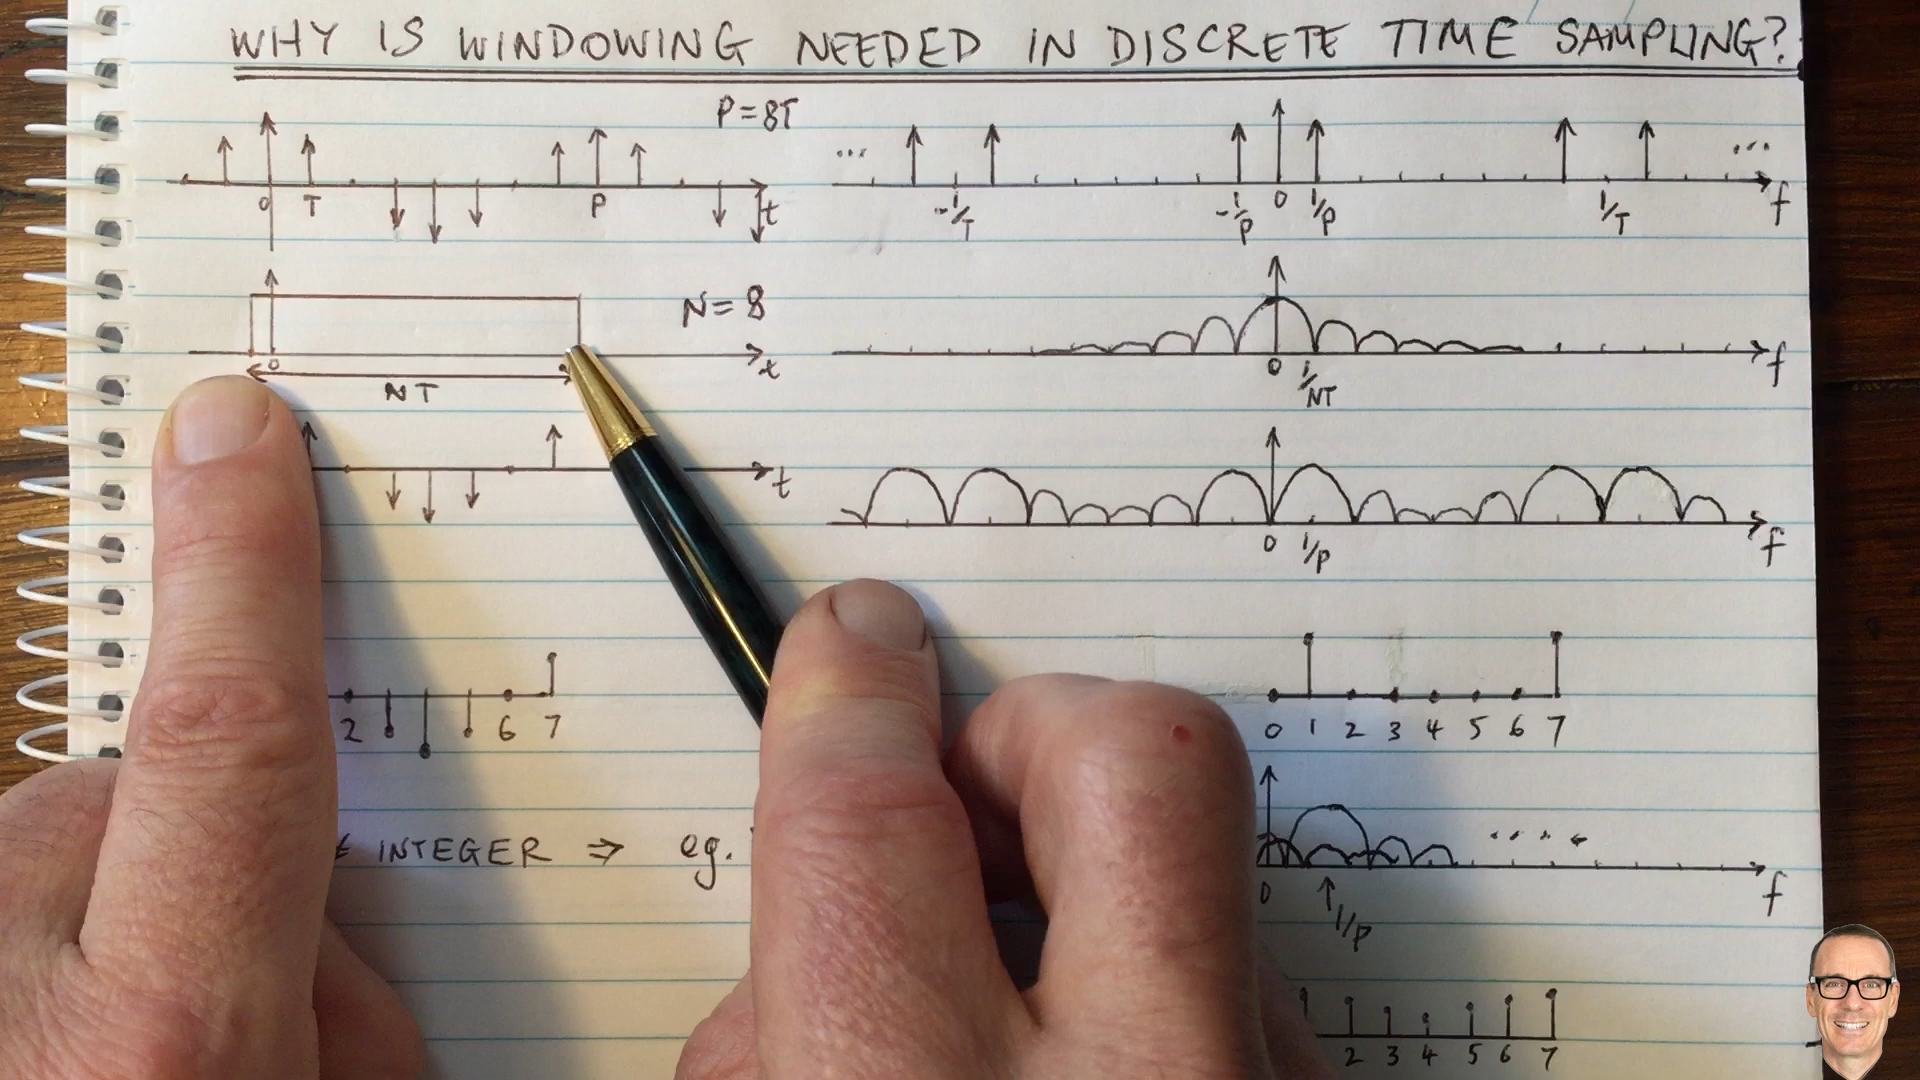 WHY IS WINDOWING NEEDED IN DISCRETE TIME SAMPLING?
P=8T
0 T P t
... -1/T -1/P 0 1/P 1/T ... f
N=8
0 t
NT
0 1/NT f
t
0 1/P f
2 6 7
0 1 2 3 4 5 6 7
≠ INTEGER ⇒ eg.
....
0 1/P f
2 3 4 5 6 7